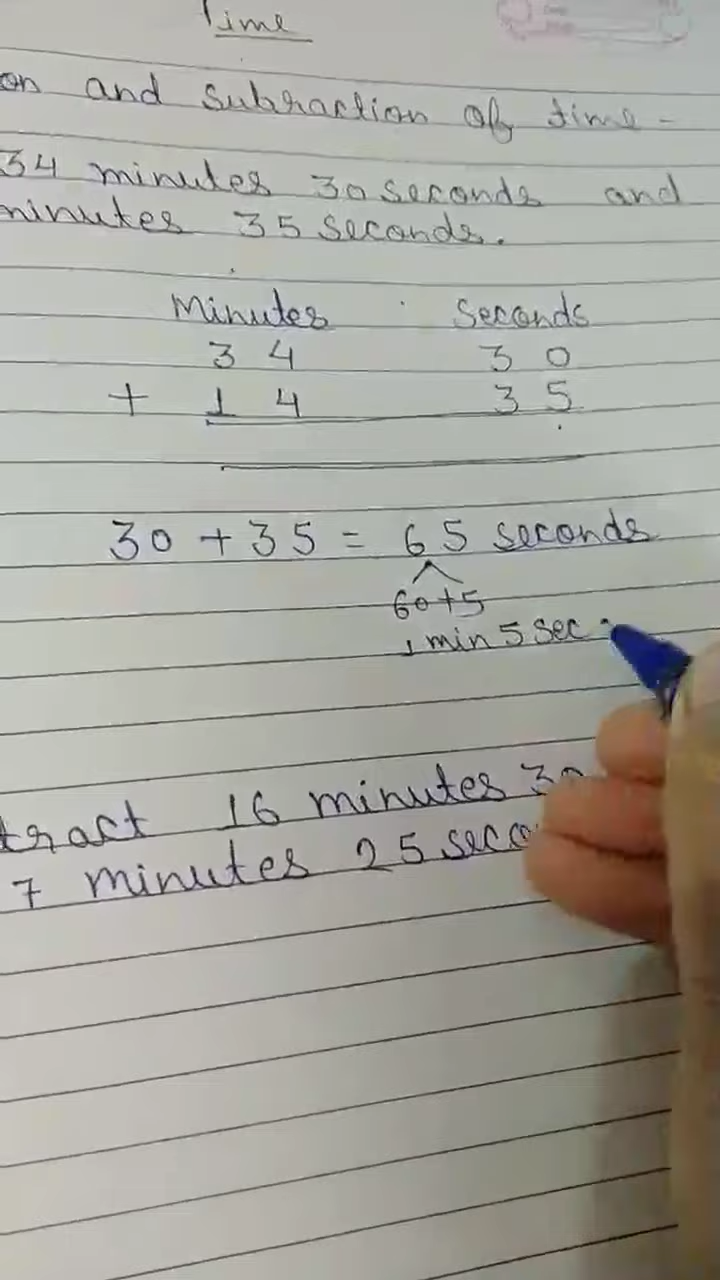 Time
on and subtraction of time -
34 minutes 30 seconds and
minutes 35 seconds.
Minutes Seconds
3 4 3 0
+ 1 4 3 5
30 + 35 = 65 seconds
60+5
1 min 5 sec
tract 16 minutes 30
7 minutes 25 seco